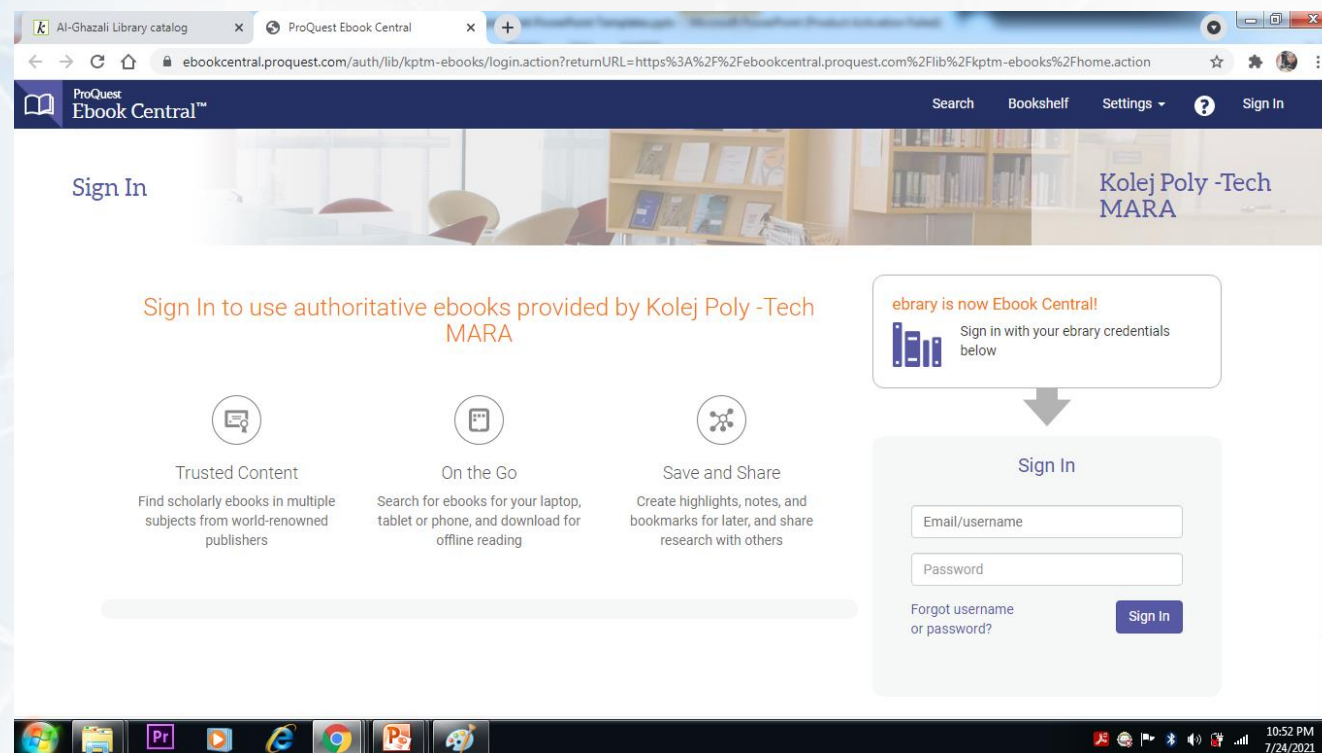 Al-Ghazali Library catalog
ProQuest Ebook Central
ebookcentral.proquest.com/auth/lib/kptm-ebooks/login.action?returnURL=https%3A%2F%2Febookcentral.proquest.com%2Flib%2Fkptm-ebooks%2Fhome.action
ProQuest
Ebook Central™
Search Bookshelf Settings ? Sign In
Sign In
Kolej Poly -Tech
MARA
Sign In to use authoritative ebooks provided by Kolej Poly -Tech
MARA
ebrary is now Ebook Central!
Sign in with your ebrary credentials
below
Trusted Content
Find scholarly ebooks in multiple
subjects from world-renowned
publishers
On the Go
Search for ebooks for your laptop,
tablet or phone, and download for
offline reading
Save and Share
Create highlights, notes, and
bookmarks for later, and share
research with others
Sign In
Email/username
Password
Forgot username
or password?
Sign In
Pr
10:52 PM
7/24/2021